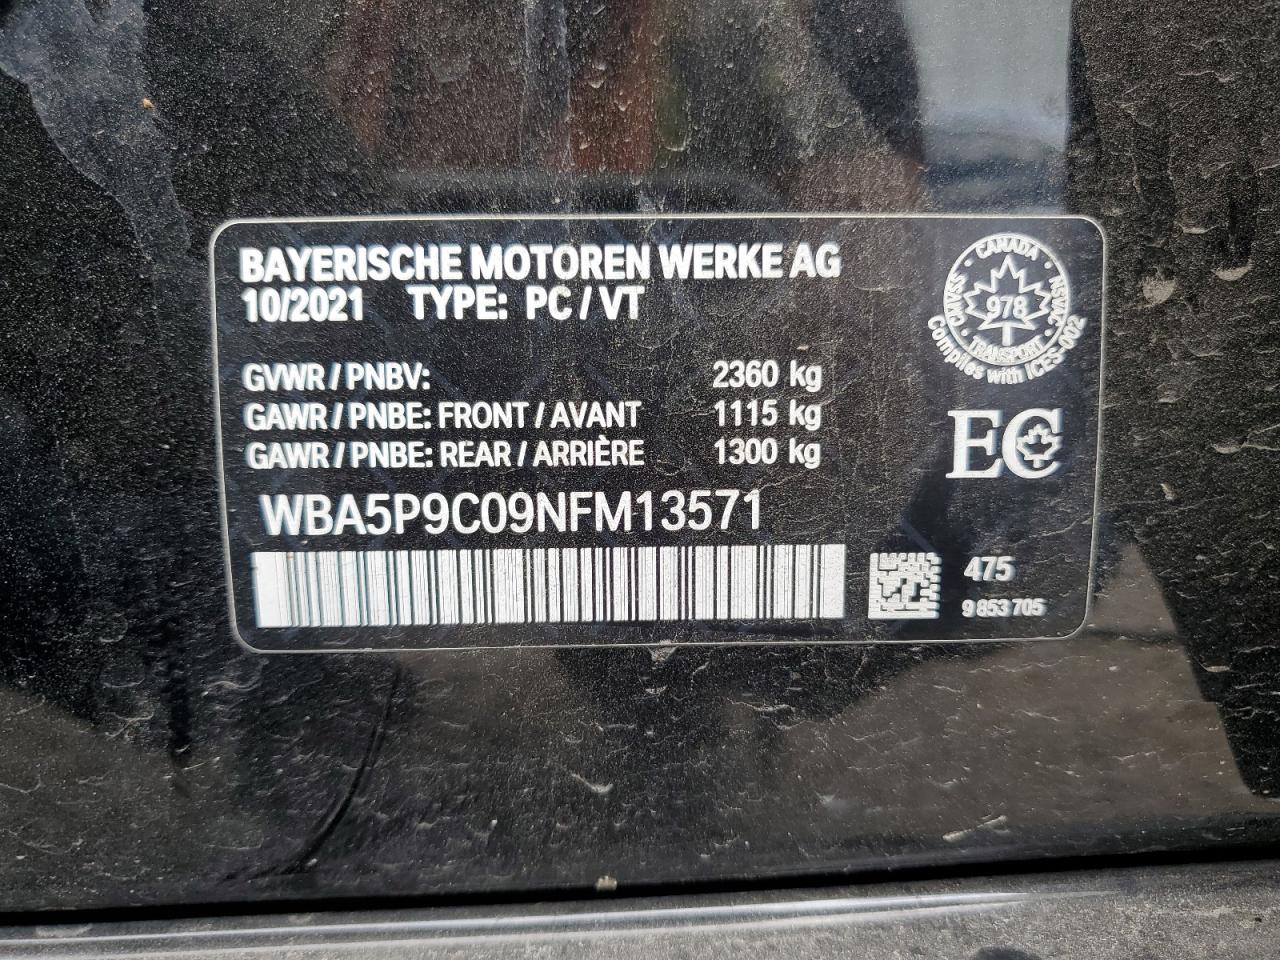 BAYERISCHE MOTOREN WERKE AG
10/2021 TYPE: PC / VT
GVWR / PNBV: 2360 kg
GAWR / PNBE: FRONT / AVANT 1115 kg
GAWR / PNBE: REAR / ARRIÈRE 1300 kg
WBA5P9C09NFM13571
CANADA
CMVSS
978
NSVAC
TRANSPORT
Complies with ICES-002
EC
475
9 853 705